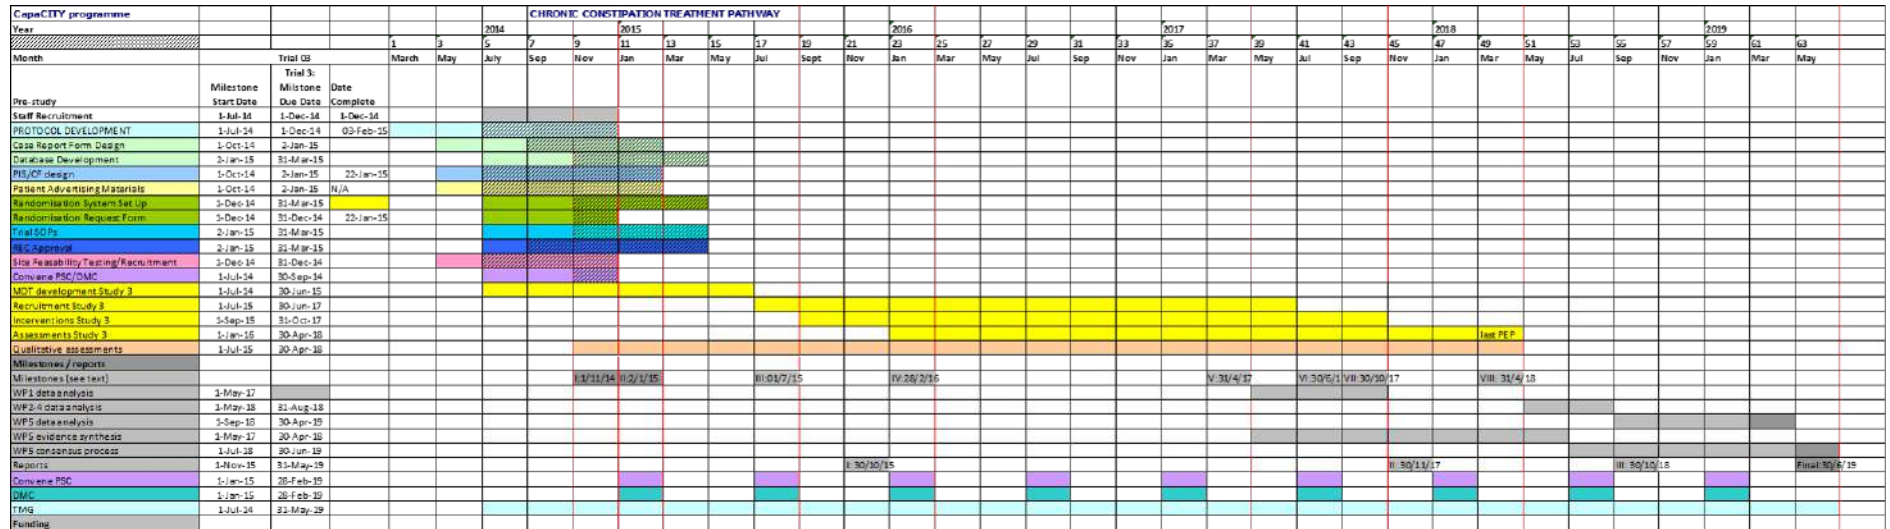 CapaCITY programme CHRONIC CONSTIPATION TREATMENT PATHWAY
Year 2014 2015 2016 2017 2018 2019
1 3 5 7 9 11 13 15 17 19 21 23 25 27 29 31 33 35 37 39 41 43 45 47 49 51 53 55 57 59 61 63
Month Trial 03 March May July Sep Nov Jan Mar May Jul Sept Nov Jan Mar May Jul Sep Nov Jan Mar May Jul Sep Nov Jan Mar May Jul Sep Nov Jan Mar May
Pre-study Milestone Start Date Trial 3: Milstone Due Date Date Complete
Staff Recruitment 1-Jul-14 1-Dec-14 1-Dec-14
PROTOCOL DEVELOPMENT 1-Jul-14 1-Dec-14 03-Feb-15
Case Report Form Design 1-Oct-14 2-Jan-15
Database Development 2-Jan-15 31-Mar-15
PIS/CF design 1-Oct-14 2-Jan-15 22-Jan-15
Patient Advertising Materials 1-Oct-14 2-Jan-15 N/A
Randomisation System Set Up 1-Dec-14 31-Mar-15
Randomisation Request Form 1-Dec-14 31-Dec-14 22-Jan-15
Trial SOPs 2-Jan-15 31-Mar-15
REC Approval 2-Jan-15 31-Mar-15
Site Feasability Testing/Recruitment 1-Dec-14 31-Dec-14
Convene PSC/DMC 1-Jul-14 30-Sep-14
MDT development Study 3 1-Jul-14 30-Jun-15
Recruitment Study 3 1-Jul-15 30-Jun-17
Interventions Study 3 1-Sep-15 31-Oct-17
Assessments Study 3 1-Jan-16 30-Apr-18 last PEP
Qualitative assessments 1-Jul-15 30-Apr-18
Milestones / reports
Milestones (see text) I:1/11/14 II:2/1/15 III:01/7/15 IV:28/2/16 V:31/4/17 VI:30/6/1 VII:30/10/17 VIII: 31/4/18
WP1 data analysis 1-May-17
WP2-4 data analysis 1-May-18 31-Aug-18
WP5 data analysis 1-Sep-18 30-Apr-19
WP5 evidence synthesis 1-May-17 30-Apr-18
WP5 consensus process 1-Jul-18 30-Jun-19
Reports 1-Nov-15 31-May-19 I: 30/10/15 II: 30/11/17 III: 30/10/18 Final:30/6/19
Convene PSC 1-Jan-15 28-Feb-19
DMC 1-Jan-15 28-Feb-19
TMG 1-Jul-14 31-May-19
Funding